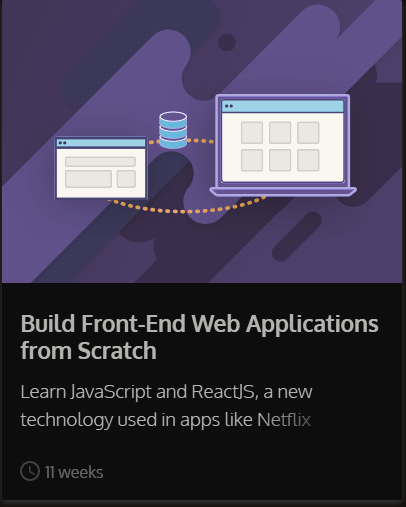 Build Front-End Web Applications
from Scratch
Learn JavaScript and ReactJS, a new
technology used in apps like Netflix
11 weeks